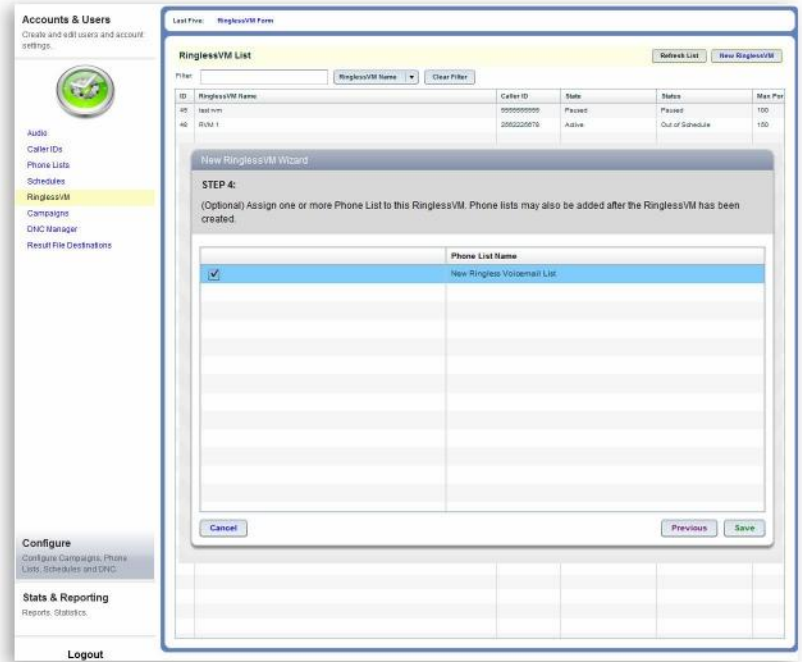 Accounts & Users
Create and edit users and account
settings.
Audio
Caller IDs
Phone Lists
Schedules
RinglessVM
Campaigns
DNC Manager
Result File Destinations
Configure
Configure Campaigns, Phone
Lists, Schedules and DNC.
Stats & Reporting
Reports, Statistics.
Logout
Last Five: RinglessVM Form
RinglessVM List
Refresh List New RinglessVM
Filter: RinglessVM Name Clear Filter
ID RinglessVM Name Caller ID State Status Max Por
test rvm Paused Paused 100
RVM 1 Active Out of Schedule 150
New RinglessVM Wizard
STEP 4:
(Optional) Assign one or more Phone List to this RinglessVM. Phone lists may also be added after the RinglessVM has been
created.
Phone List Name
New Ringless Voicemail List
Cancel Previous Save